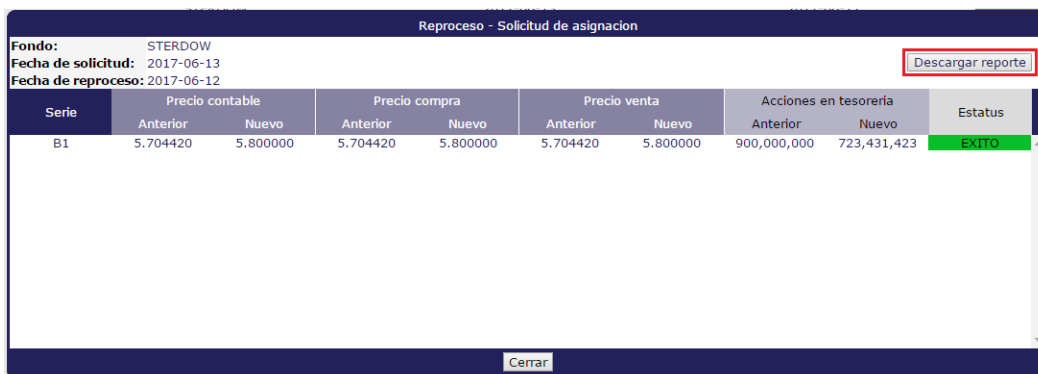 Reproceso - Solicitud de asignacion
Fondo: STERDOW
Fecha de solicitud: 2017-06-13
Descargar reporte
Fecha de reproceso: 2017-06-12
Serie Precio contable Precio compra Precio venta Acciones en tesoreria Estatus
Anterior Nuevo Anterior Nuevo Anterior Nuevo Anterior Nuevo
B1 5.704420 5.800000 5.704420 5.800000 5.704420 5.800000 900,000,000 723,431,423 EXITO
Cerrar